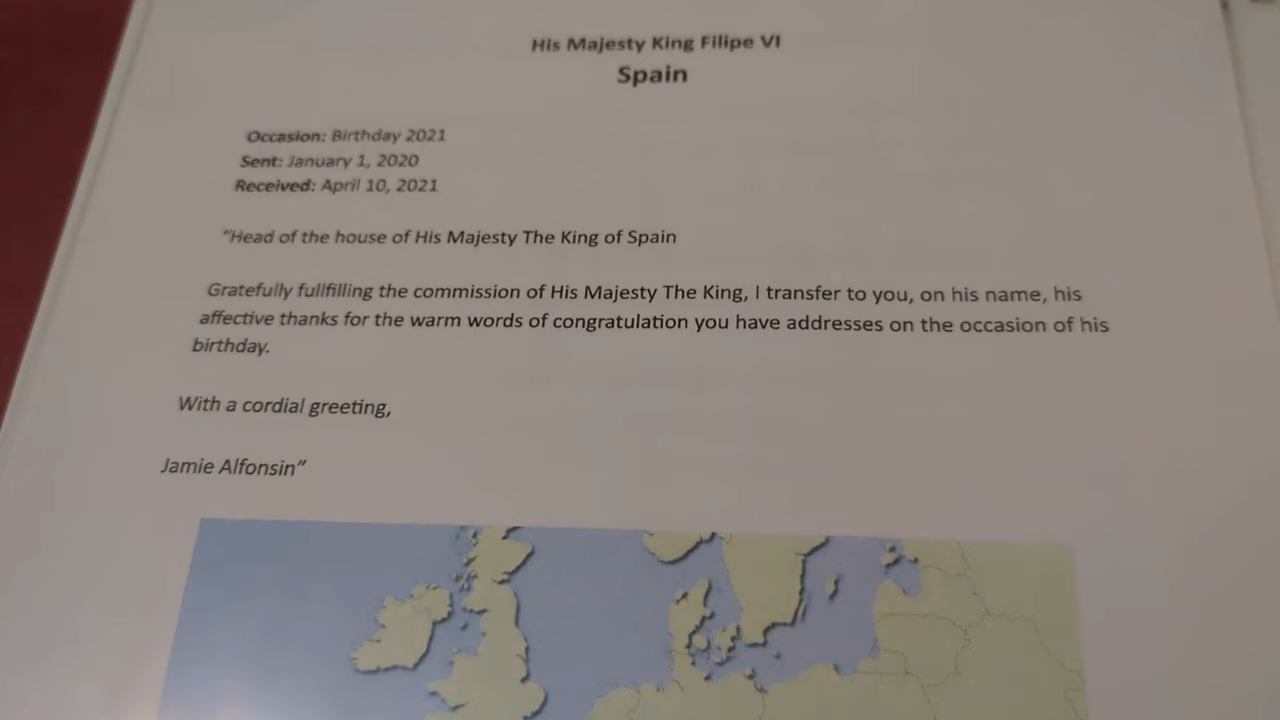 His Majesty King Filipe VI
Spain
Occasion: Birthday 2021
Sent: January 1, 2020
Received: April 10, 2021
“Head of the house of His Majesty The King of Spain
Gratefully fullfilling the commission of His Majesty The King, I transfer to you, on his name, his
affective thanks for the warm words of congratulation you have addresses on the occasion of his
birthday.
With a cordial greeting,
Jamie Alfonsin”